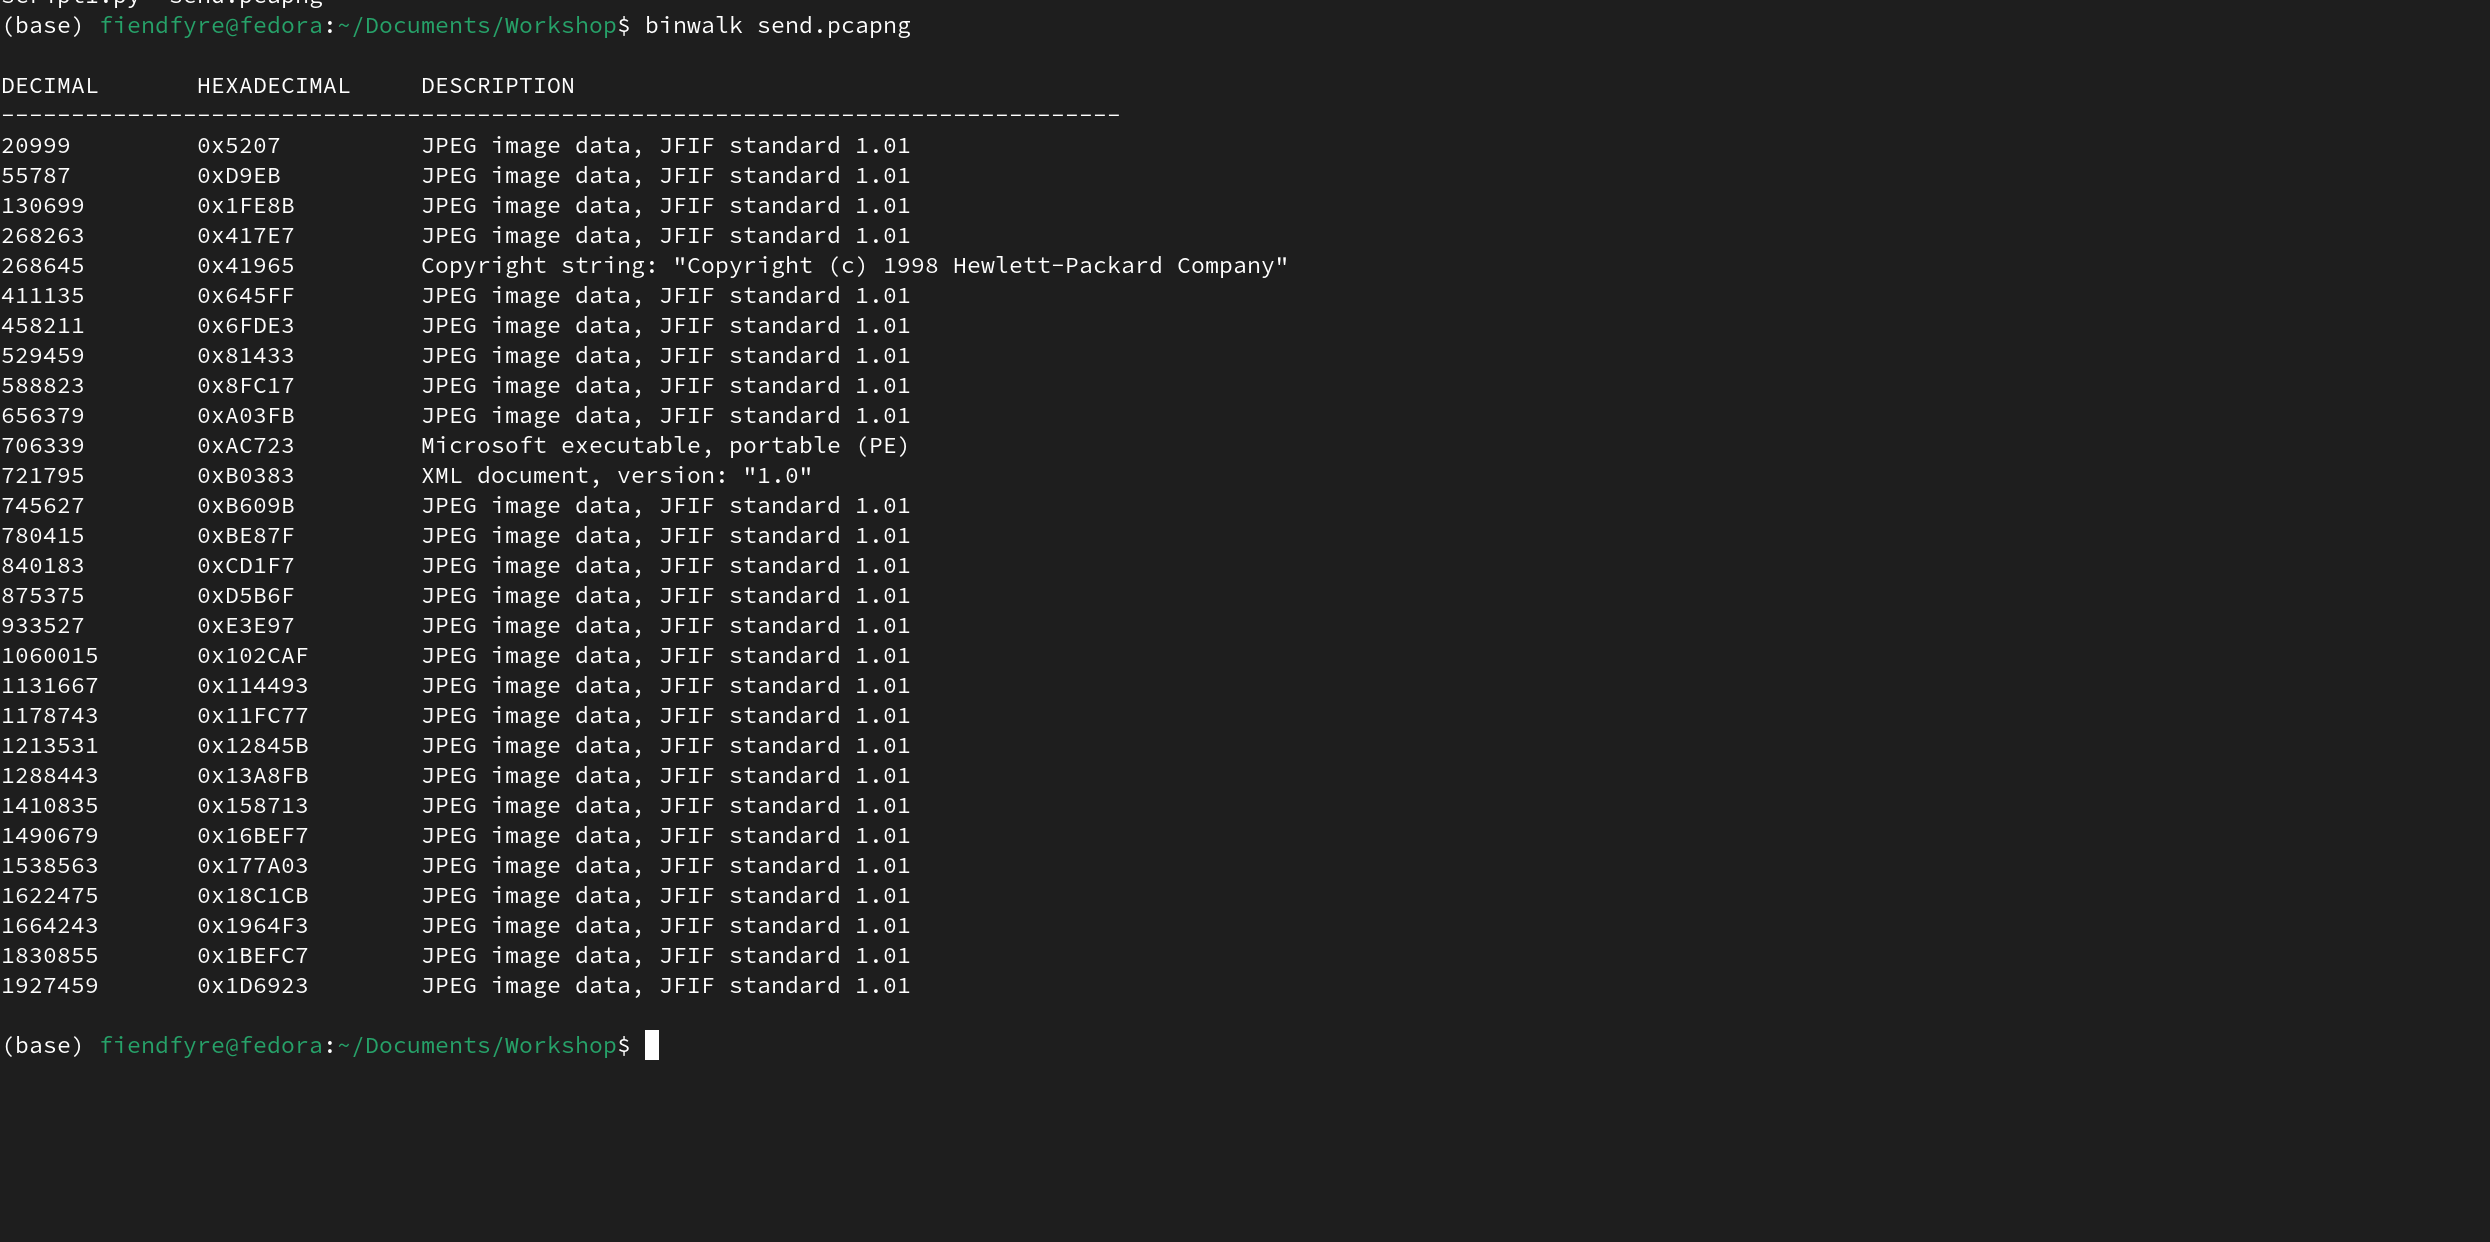 script1.py  send.pcapng
(base) fiendfyre@fedora:~/Documents/Workshop$ binwalk send.pcapng
DECIMAL       HEXADECIMAL     DESCRIPTION
--------------------------------------------------------------------------------
20999         0x5207          JPEG image data, JFIF standard 1.01
55787         0xD9EB          JPEG image data, JFIF standard 1.01
130699        0x1FE8B         JPEG image data, JFIF standard 1.01
268263        0x417E7         JPEG image data, JFIF standard 1.01
268645        0x41965         Copyright string: "Copyright (c) 1998 Hewlett-Packard Company"
411135        0x645FF         JPEG image data, JFIF standard 1.01
458211        0x6FDE3         JPEG image data, JFIF standard 1.01
529459        0x81433         JPEG image data, JFIF standard 1.01
588823        0x8FC17         JPEG image data, JFIF standard 1.01
656379        0xA03FB         JPEG image data, JFIF standard 1.01
706339        0xAC723         Microsoft executable, portable (PE)
721795        0xB0383         XML document, version: "1.0"
745627        0xB609B         JPEG image data, JFIF standard 1.01
780415        0xBE87F         JPEG image data, JFIF standard 1.01
840183        0xCD1F7         JPEG image data, JFIF standard 1.01
875375        0xD5B6F         JPEG image data, JFIF standard 1.01
933527        0xE3E97         JPEG image data, JFIF standard 1.01
1060015       0x102CAF        JPEG image data, JFIF standard 1.01
1131667       0x114493        JPEG image data, JFIF standard 1.01
1178743       0x11FC77        JPEG image data, JFIF standard 1.01
1213531       0x12845B        JPEG image data, JFIF standard 1.01
1288443       0x13A8FB        JPEG image data, JFIF standard 1.01
1410835       0x158713        JPEG image data, JFIF standard 1.01
1490679       0x16BEF7        JPEG image data, JFIF standard 1.01
1538563       0x177A03        JPEG image data, JFIF standard 1.01
1622475       0x18C1CB        JPEG image data, JFIF standard 1.01
1664243       0x1964F3        JPEG image data, JFIF standard 1.01
1830855       0x1BEFC7        JPEG image data, JFIF standard 1.01
1927459       0x1D6923        JPEG image data, JFIF standard 1.01
(base) fiendfyre@fedora:~/Documents/Workshop$